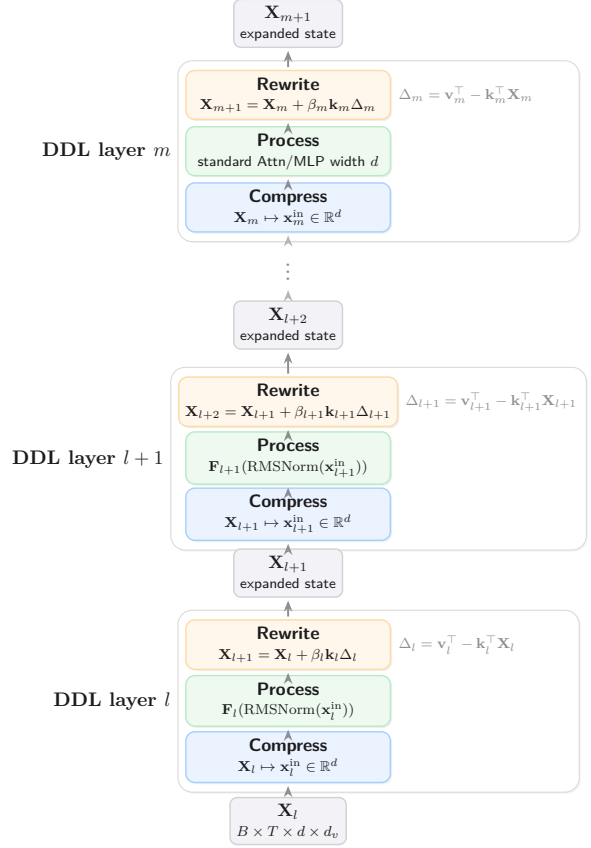 X_{m+1}
expanded state
Rewrite
X_{m+1} = X_m + β_m k_m Δ_m
Δ_m = v_m^⊤ − k_m^⊤ X_m
DDL layer m
Process
standard Attn/MLP width d
Compress
X_m ↦ x_m^{in} ∈ ℝ^d
⋮
X_{l+2}
expanded state
Rewrite
X_{l+2} = X_{l+1} + β_{l+1} k_{l+1} Δ_{l+1}
Δ_{l+1} = v_{l+1}^⊤ − k_{l+1}^⊤ X_{l+1}
DDL layer l + 1
Process
F_{l+1}(RMSNorm(x_{l+1}^{in}))
Compress
X_{l+1} ↦ x_{l+1}^{in} ∈ ℝ^d
X_{l+1}
expanded state
Rewrite
X_{l+1} = X_l + β_l k_l Δ_l
Δ_l = v_l^⊤ − k_l^⊤ X_l
DDL layer l
Process
F_l(RMSNorm(x_l^{in}))
Compress
X_l ↦ x_l^{in} ∈ ℝ^d
X_l
B × T × d × d_v